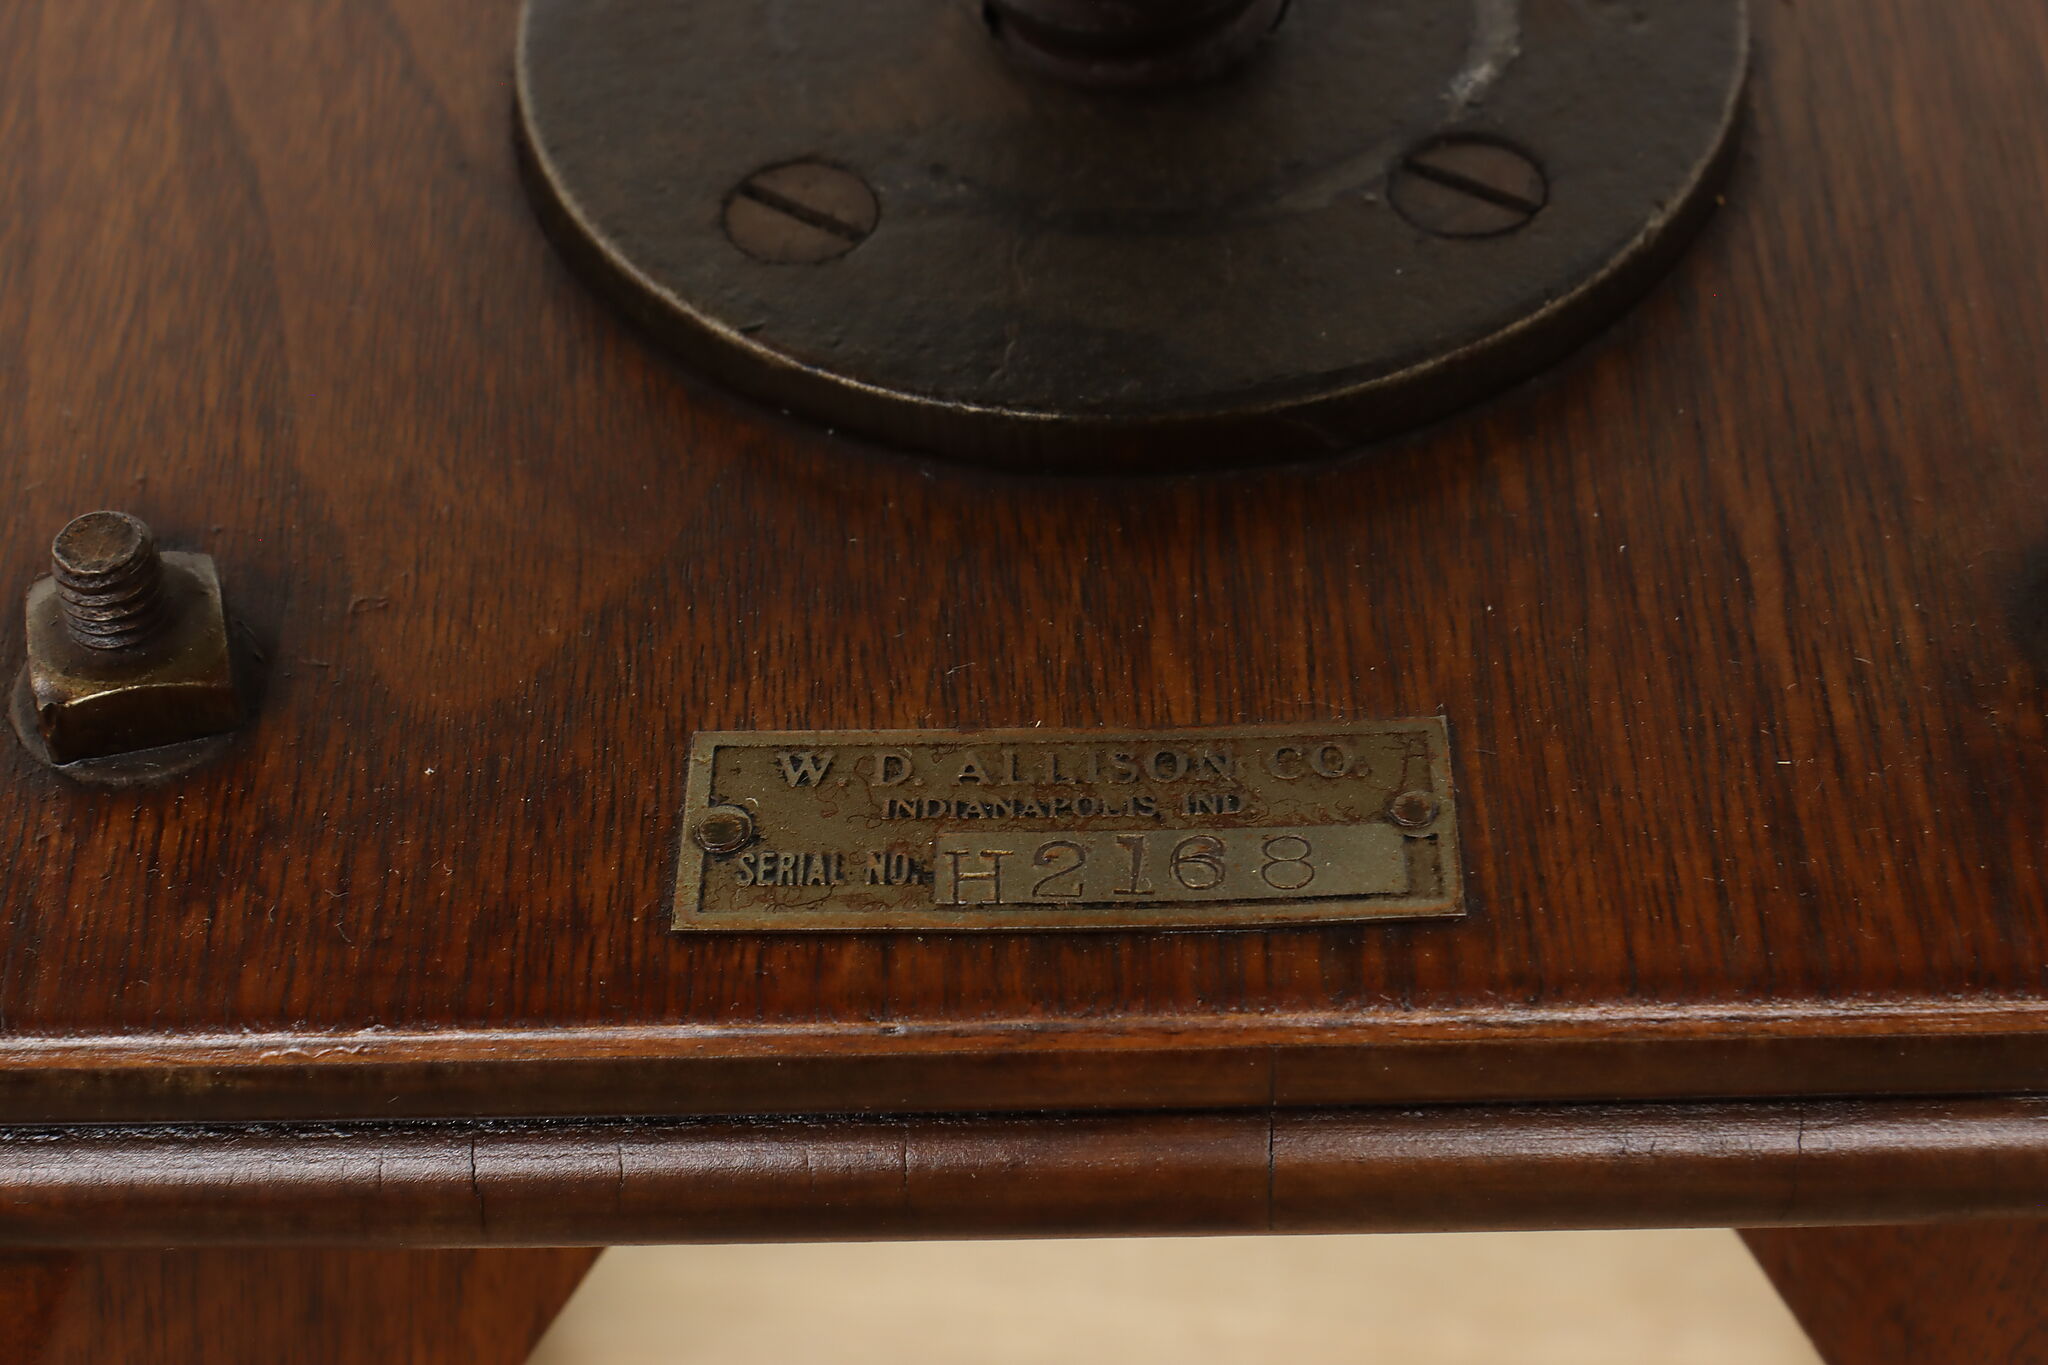 W. D. ALLISON CO.
INDIANAPOLIS, IND.
SERIAL NO. H2168